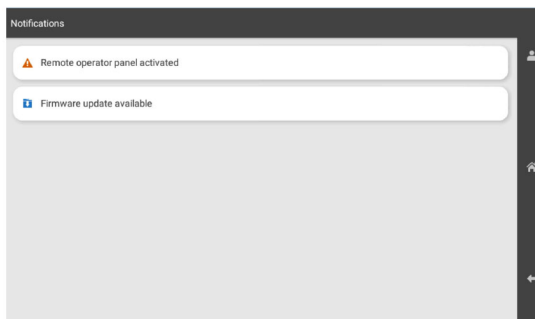 Notifications
Remote operator panel activated
Firmware update available